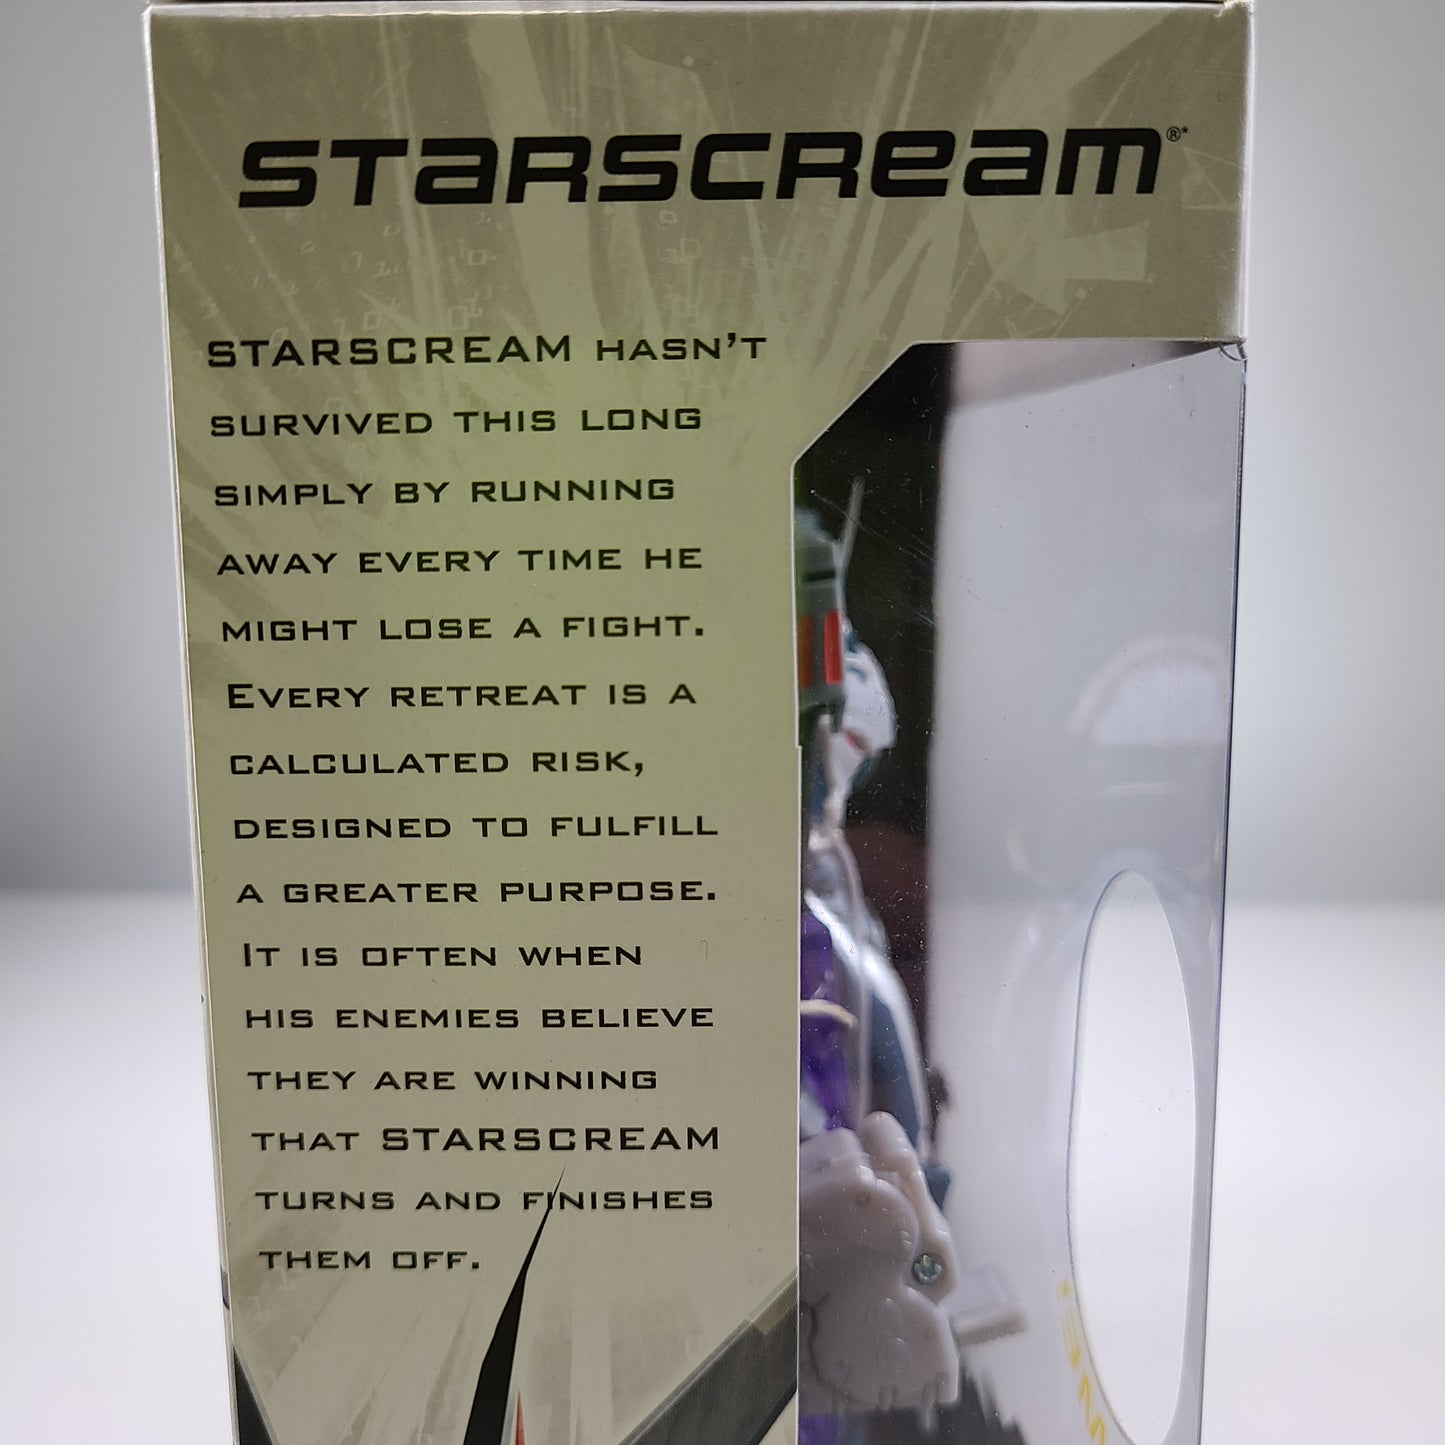 STARSCREAM®*
STARSCREAM HASN'T
SURVIVED THIS LONG
SIMPLY BY RUNNING
AWAY EVERY TIME HE
MIGHT LOSE A FIGHT.
EVERY RETREAT IS A
CALCULATED RISK,
DESIGNED TO FULFILL
A GREATER PURPOSE.
IT IS OFTEN WHEN
HIS ENEMIES BELIEVE
THEY ARE WINNING
THAT STARSCREAM
TURNS AND FINISHES
THEM OFF.